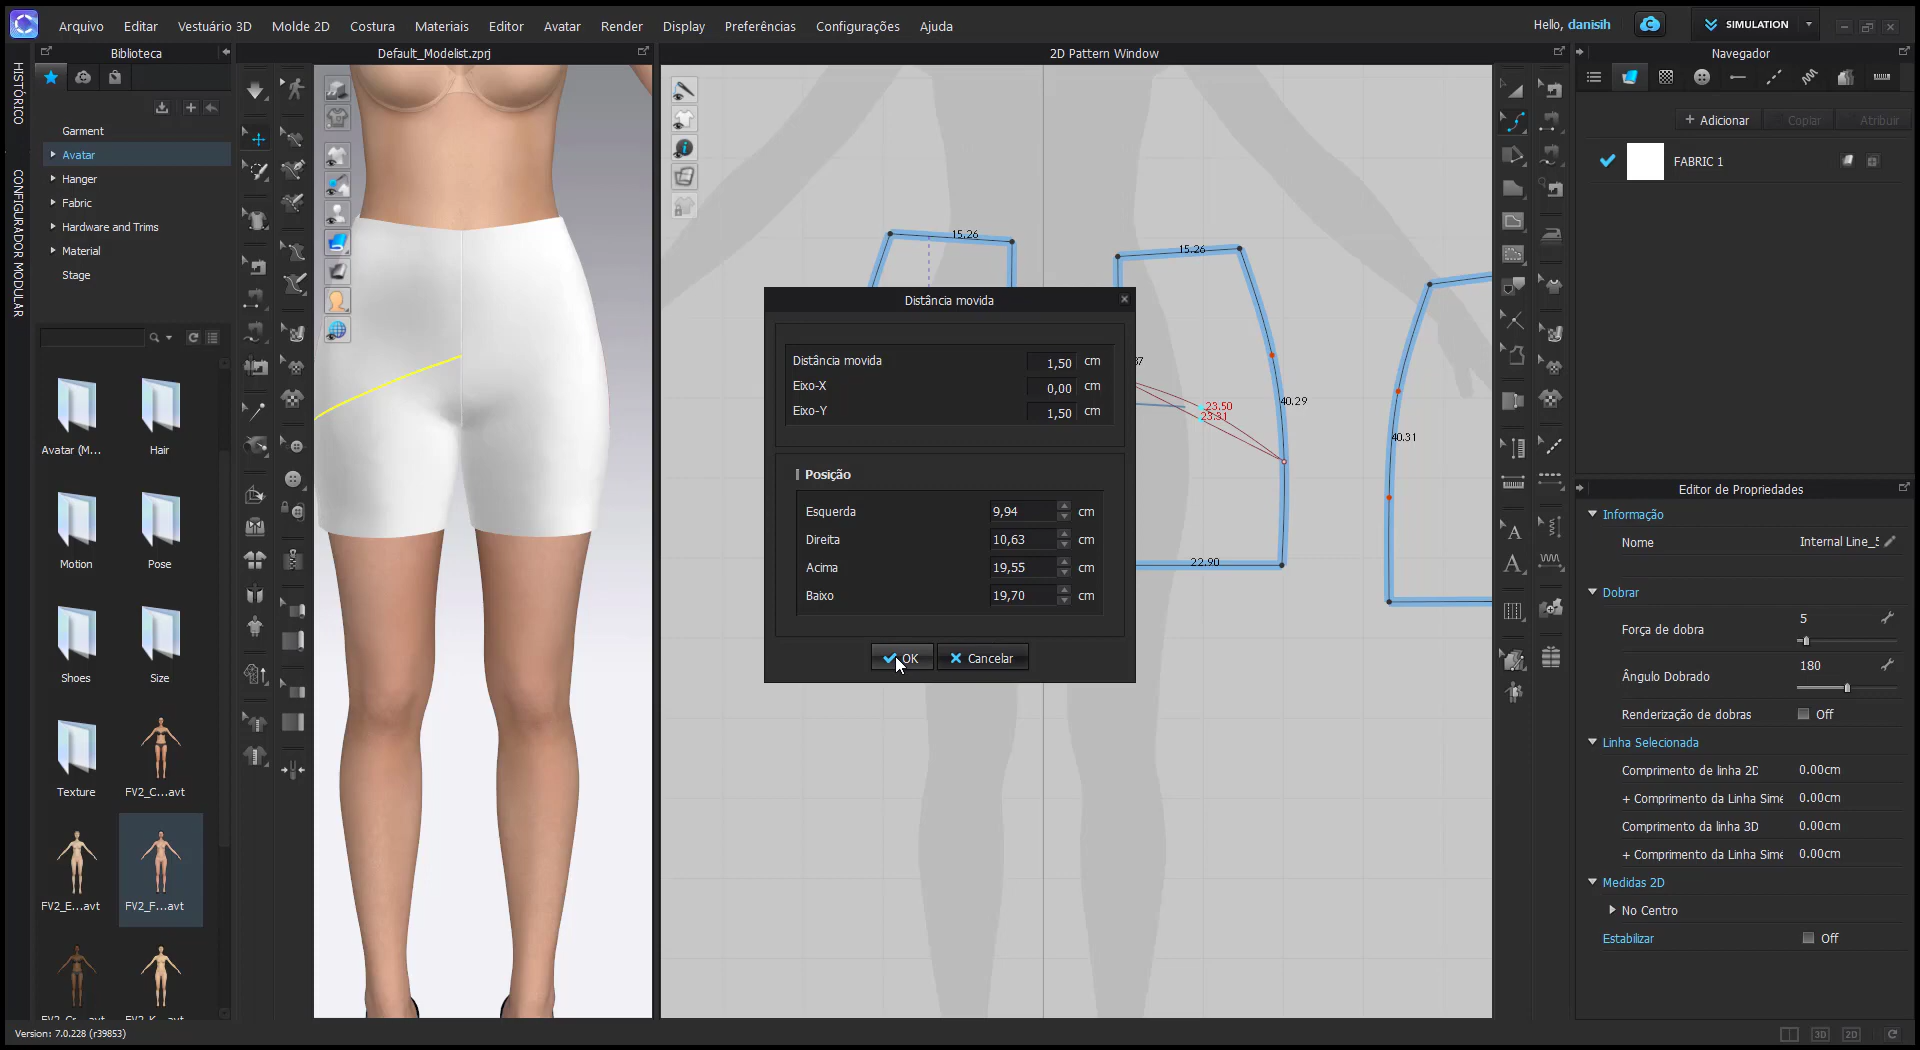 Arquivo
Editar
Vestuário 3D
Molde 2D
Costura
Materiais
Editor
Avatar
Render
Display
Preferências
Configurações
Ajuda
Hello, danisih
SIMULATION
Biblioteca
Default_Modelist.zprj
2D Pattern Window
Navegador
HISTÓRICO
CONFIGURADOR MODULAR
Garment
Avatar
Hanger
Fabric
Hardware and Trims
Material
Stage
Avatar (M...
Hair
Motion
Pose
Shoes
Size
Texture
FV2_C...avt
FV2_E...avt
FV2_F...avt
15.26
15.26
40.29
23.50
23.31
40.31
22.90
Distância movida
Distância movida 1,50 cm
Eixo-X 0,00 cm
Eixo-Y 1,50 cm
Posição
Esquerda 9,94 cm
Direita 10,63 cm
Acima 19,55 cm
Baixo 19,70 cm
OK
Cancelar
+ Adicionar
Copiar
Atribuir
FABRIC 1
Editor de Propriedades
Informação
Nome Internal Line_5
Dobrar
Força de dobra 5
Ângulo Dobrado 180
Renderização de dobras Off
Linha Selecionada
Comprimento de linha 2D 0.00cm
+ Comprimento da Linha Sime 0.00cm
Comprimento da linha 3D 0.00cm
+ Comprimento da Linha Sime 0.00cm
Medidas 2D
No Centro
Estabilizar Off
Version: 7.0.228 (r39853)
3D
2D